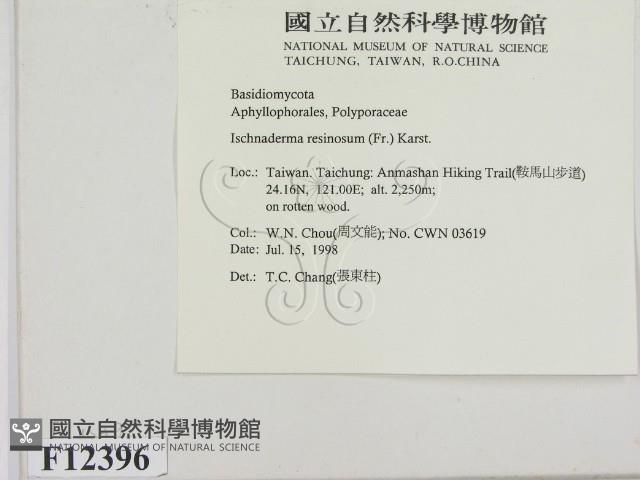 國立自然科學博物館
NATIONAL MUSEUM OF NATURAL SCIENCE
TAICHUNG, TAIWAN, R.O.CHINA
Basidiomycota
Aphyllophorales, Polyporaceae
Ischnaderma resinosum (Fr.) Karst.
Loc.: Taiwan. Taichung: Anmashan Hiking Trail(鞍馬山步道)
24.16N, 121.00E; alt. 2,250m;
on rotten wood.
Col.: W.N. Chou(周文能); No. CWN 03619
Date: Jul. 15, 1998
Det.: T.C. Chang(張東柱)
國立自然科學博物館
NATIONAL MUSEUM OF NATURAL SCIENCE
F12396